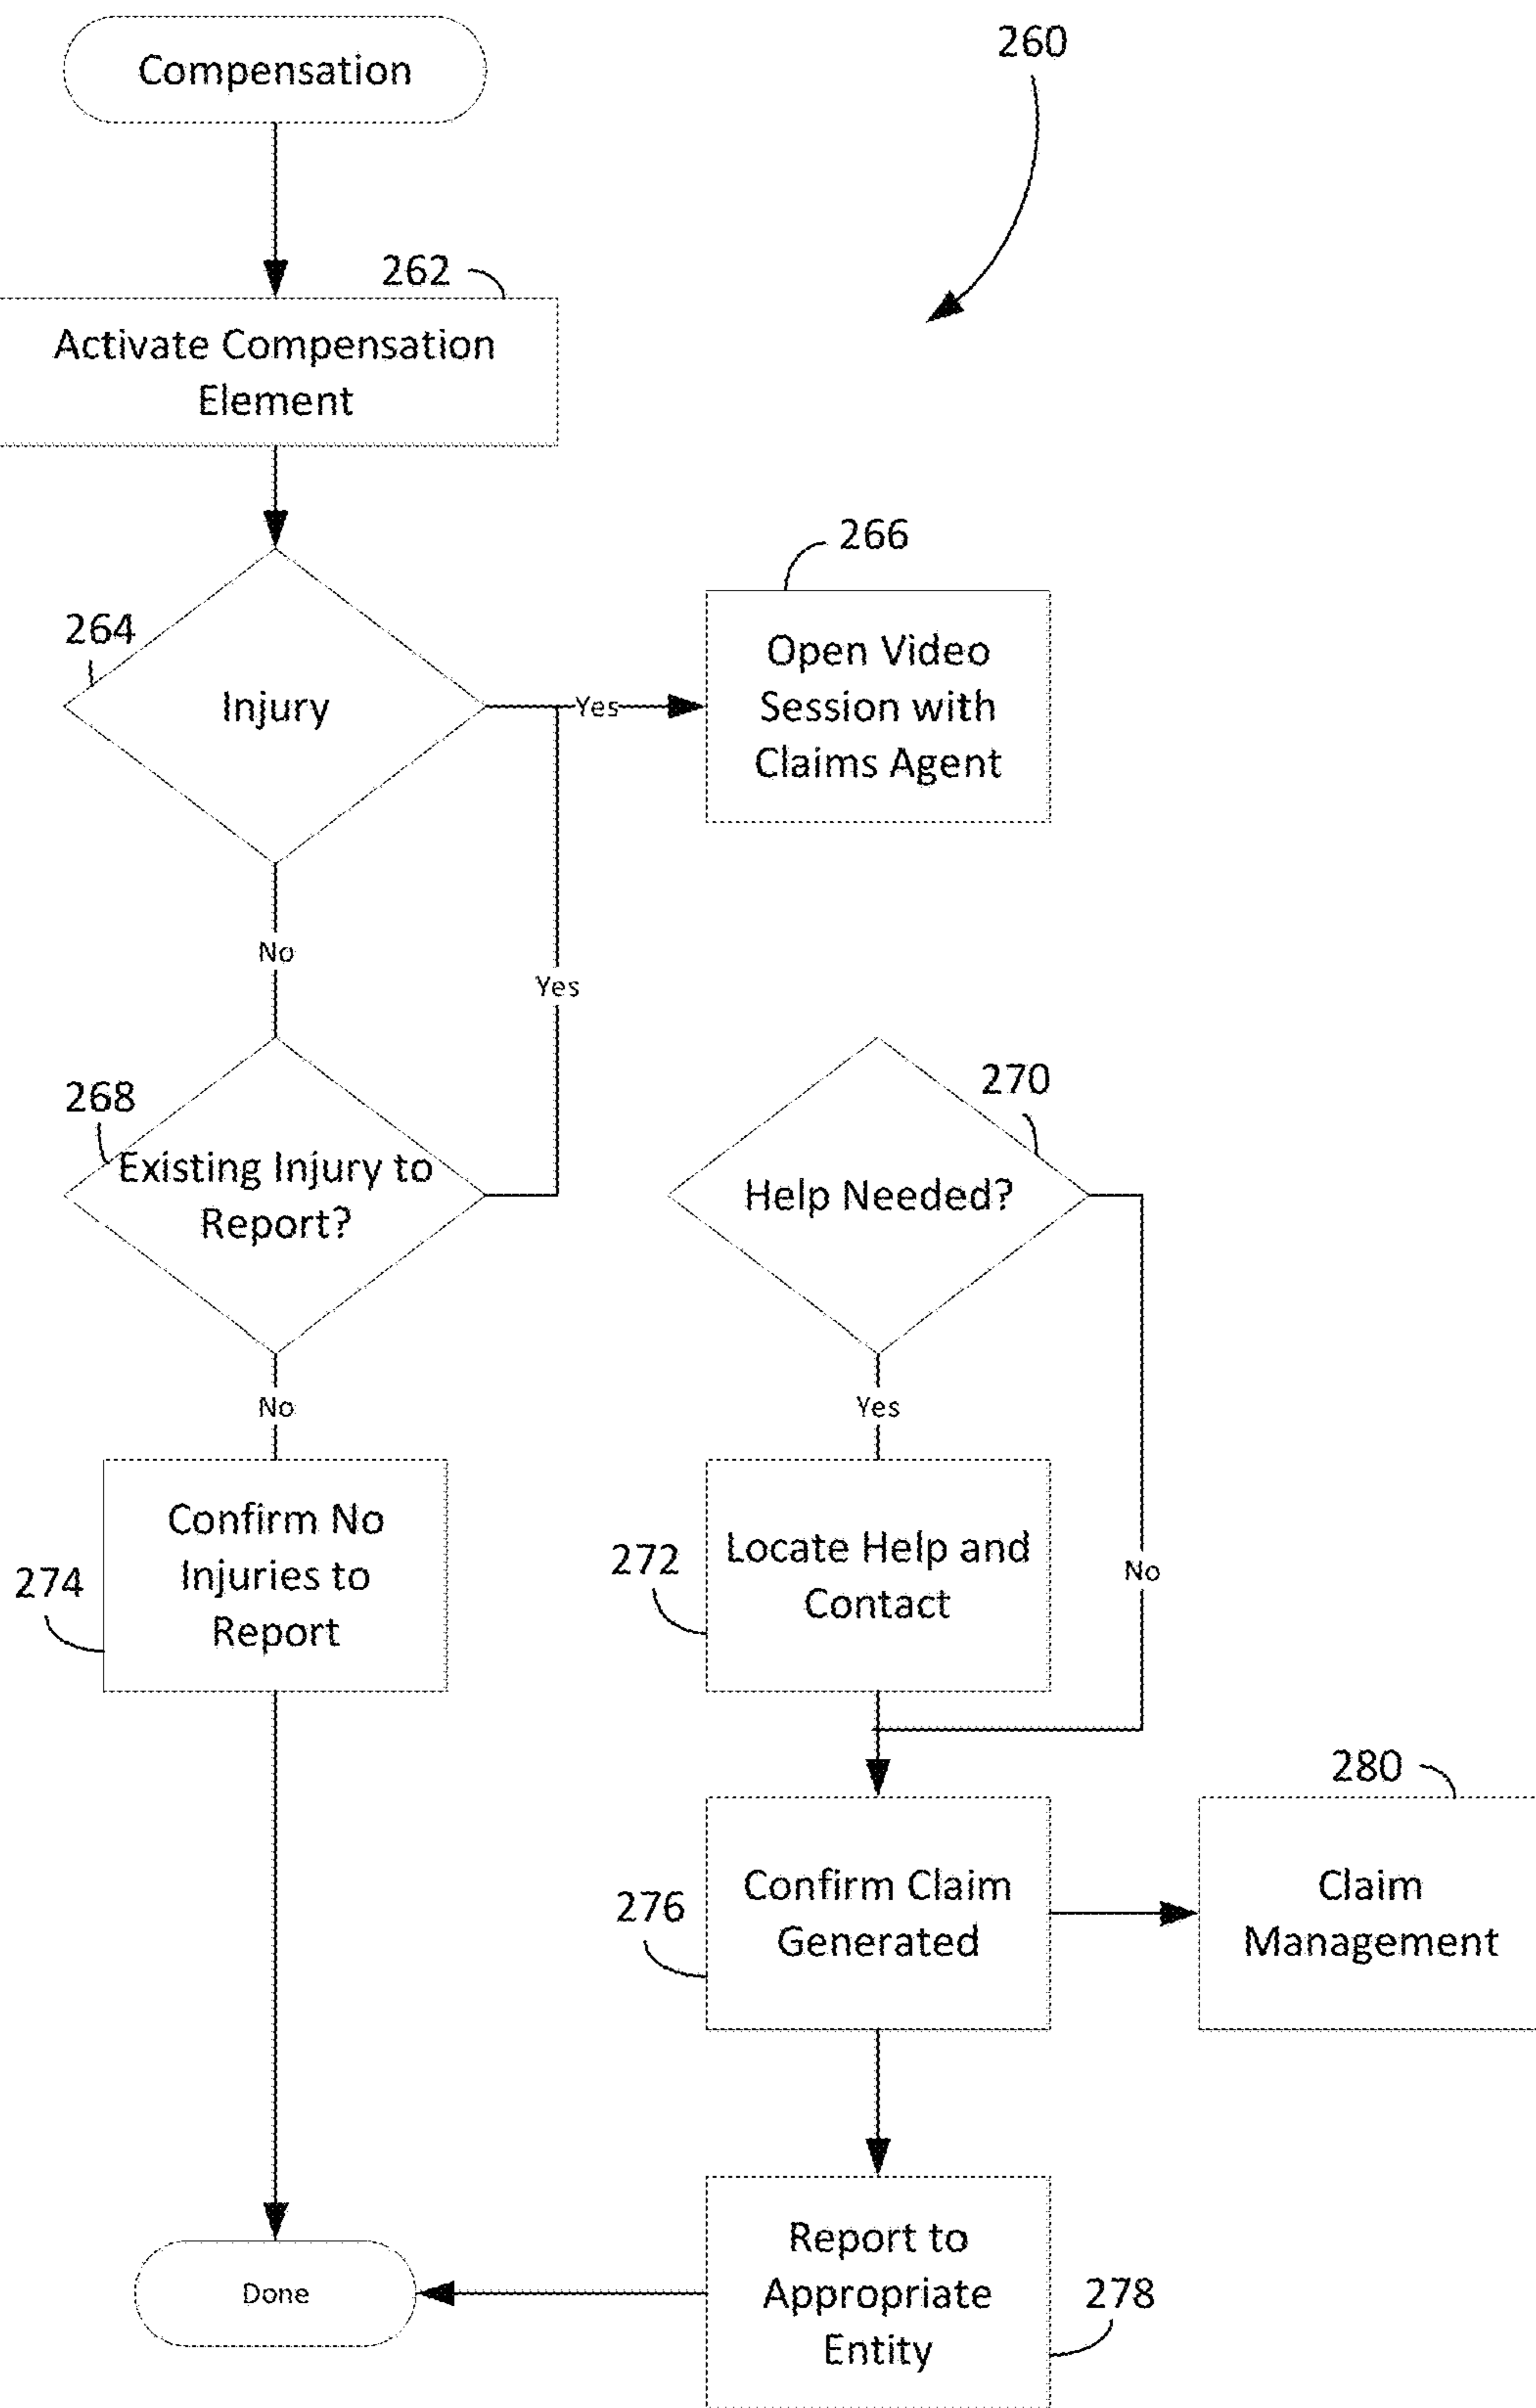 Compensation
260
262
Activate Compensation
Element
266
264
Injury
Yes
Open Video
Session with
Claims Agent
No
Yes
268
Existing Injury to
Report?
270
Help Needed?
No
Yes
274
Confirm No
Injuries to
Report
272
Locate Help and
Contact
No
280
276
Confirm Claim
Generated
Claim
Management
Done
Report to
Appropriate
Entity
278